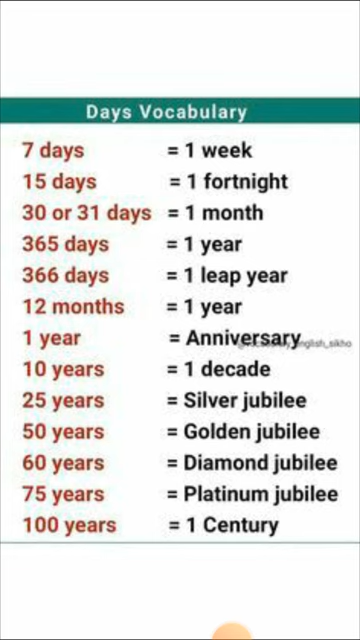 Days Vocabulary
7 days = 1 week
15 days = 1 fortnight
30 or 31 days = 1 month
365 days = 1 year
366 days = 1 leap year
12 months = 1 year
1 year = Anniversary
10 years = 1 decade
25 years = Silver jubilee
50 years = Golden jubilee
60 years = Diamond jubilee
75 years = Platinum jubilee
100 years = 1 Century